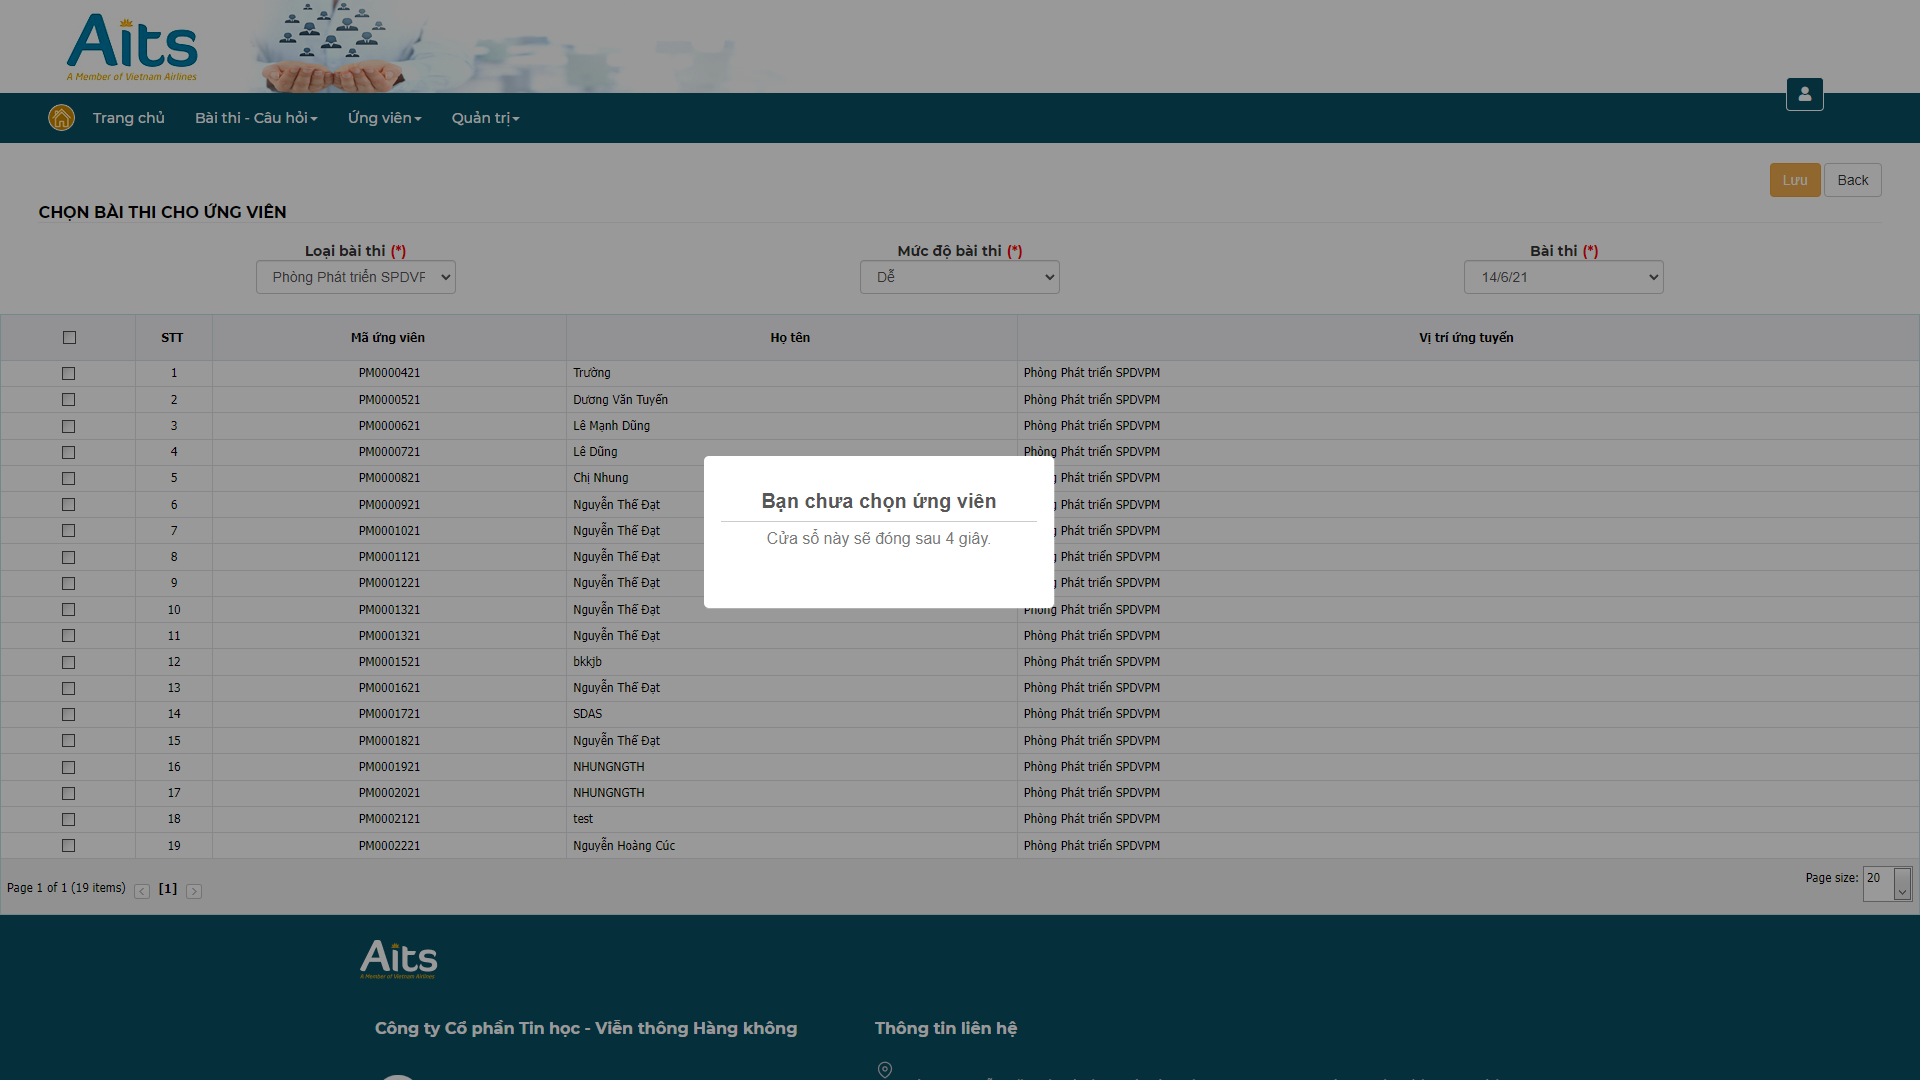 Aits
A Member of Vietnam Airlines
Trang chủ Bài thi - Câu hỏi Ứng viên Quản trị
Lưu Back
CHỌN BÀI THI CHO ỨNG VIÊN
Loại bài thi (*) Mức độ bài thi (*) Bài thi (*)
Phòng Phát triển SPDVP Dễ 14/6/21
STT Mã ứng viên Họ tên Vị trí ứng tuyển
1 PM0000421 Trường Phòng Phát triển SPDVPM
2 PM0000521 Dương Văn Tuyến Phòng Phát triển SPDVPM
3 PM0000621 Lê Mạnh Dũng Phòng Phát triển SPDVPM
4 PM0000721 Lê Dũng Phòng Phát triển SPDVPM
5 PM0000821 Chị Nhung Phát triển SPDVPM
6 PM0000921 Nguyễn Thế Đạt Phát triển SPDVPM
7 PM0001021 Nguyễn Thế Đạt Phát triển SPDVPM
8 PM0001121 Nguyễn Thế Đạt Phát triển SPDVPM
9 PM0001221 Nguyễn Thế Đạt Phát triển SPDVPM
10 PM0001321 Nguyễn Thế Đạt Phòng Phát triển SPDVPM
11 PM0001321 Nguyễn Thế Đạt Phòng Phát triển SPDVPM
12 PM0001521 bkkjb Phòng Phát triển SPDVPM
13 PM0001621 Nguyễn Thế Đạt Phòng Phát triển SPDVPM
14 PM0001721 SDAS Phòng Phát triển SPDVPM
15 PM0001821 Nguyễn Thế Đạt Phòng Phát triển SPDVPM
16 PM0001921 NHUNGNGTH Phòng Phát triển SPDVPM
17 PM0002021 NHUNGNGTH Phòng Phát triển SPDVPM
18 PM0002121 test Phòng Phát triển SPDVPM
19 PM0002221 Nguyễn Hoàng Cúc Phòng Phát triển SPDVPM
Bạn chưa chọn ứng viên
Cửa sổ này sẽ đóng sau 4 giây.
Page 1 of 1 (19 items) [1] Page size: 20
Aits
A Member of Vietnam Airlines
Công ty Cổ phần Tin học - Viễn thông Hàng không Thông tin liên hệ